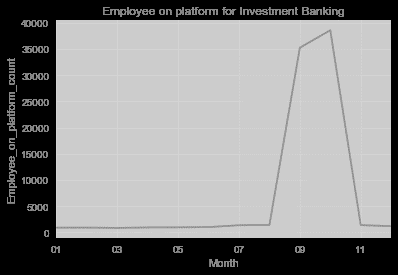 Employee on platform for Investment Banking
40000
35000
30000
25000
20000
15000
10000
5000
0
Employee_on_platform_count
01 03 05 07 09 11
Month